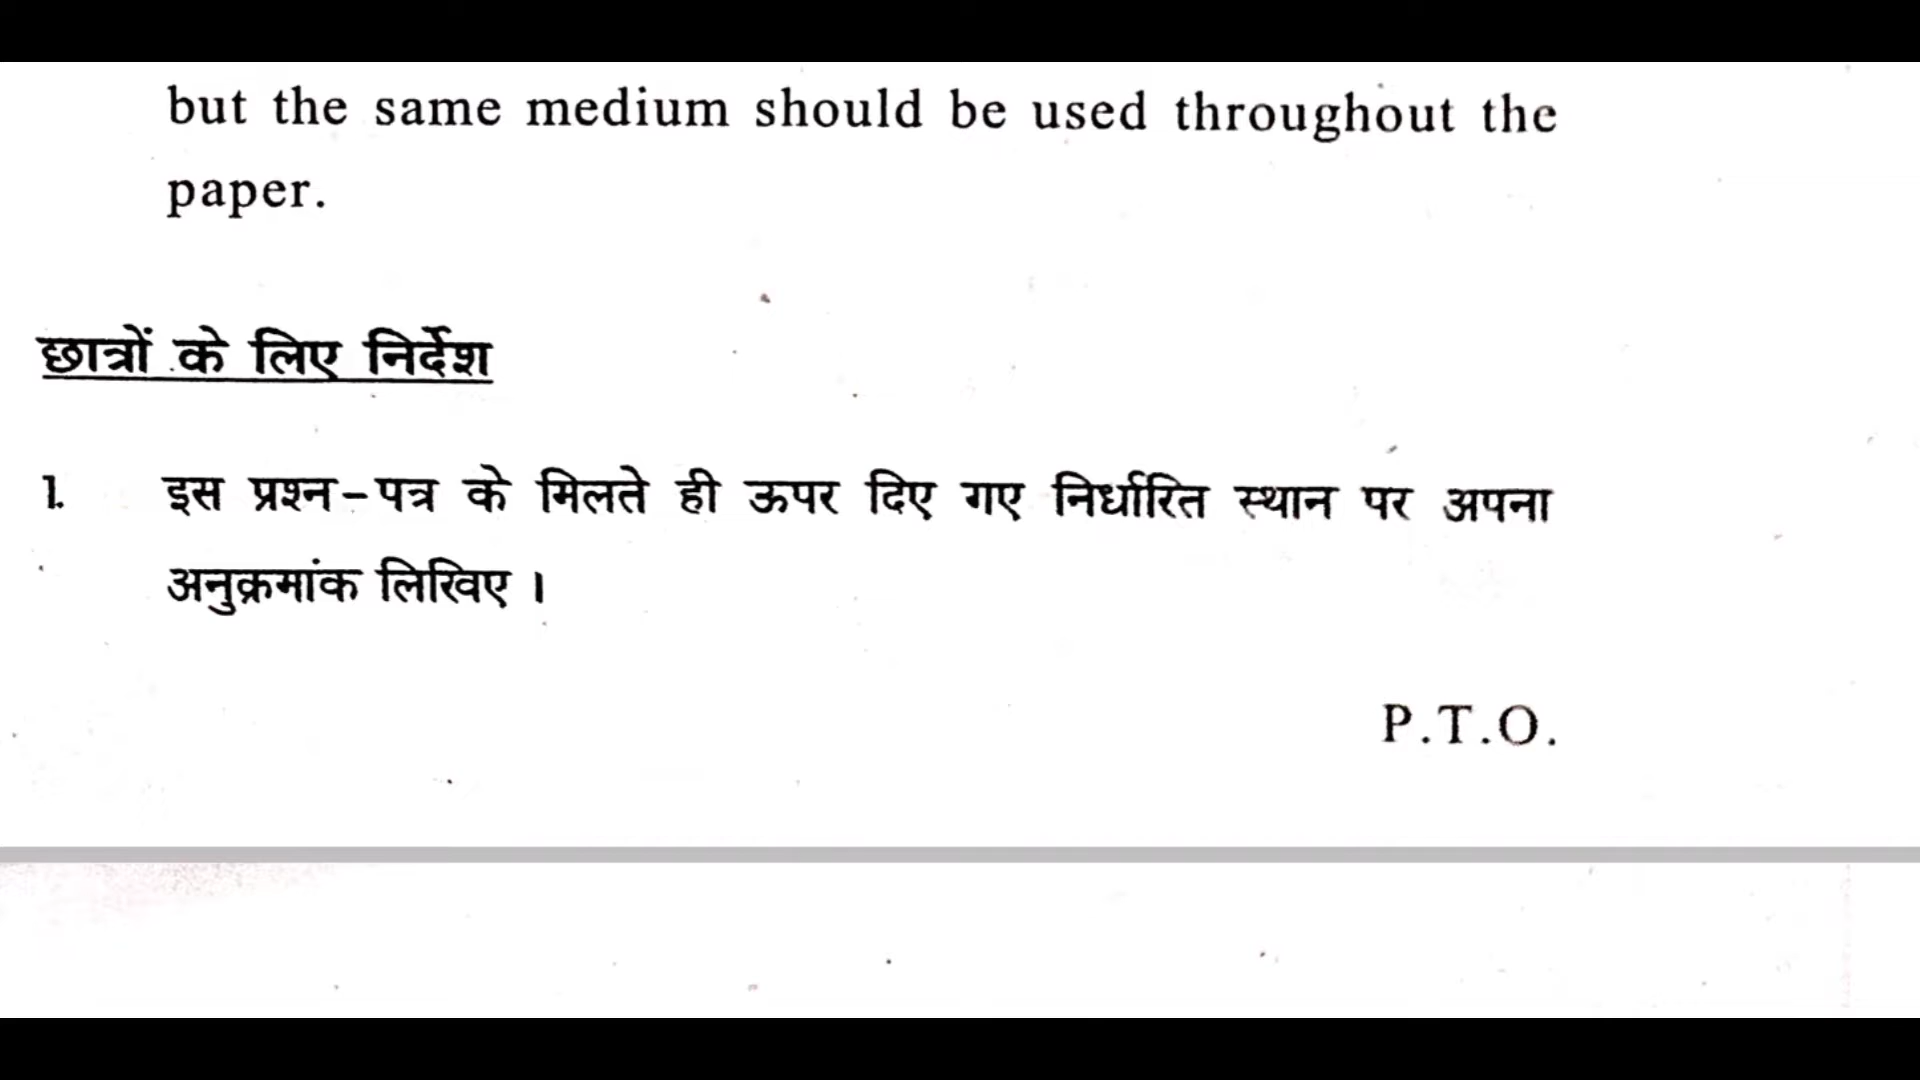 but the same medium should be used throughout the
paper.
छात्रों के लिए निर्देश
1. इस प्रश्न-पत्र के मिलते ही ऊपर दिए गए निर्धारित स्थान पर अपना
अनुक्रमांक लिखिए ।
P.T.O.